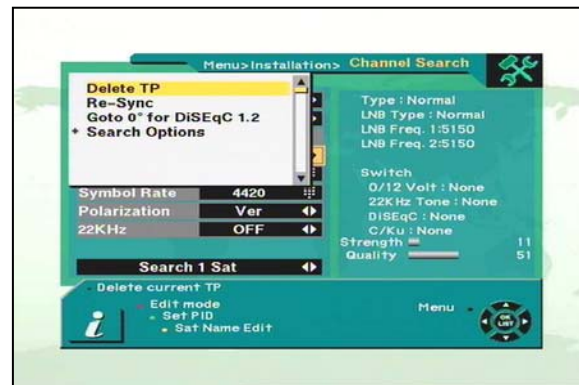 Menu>Installation> Channel Search
Delete TP
Re-Sync
Goto 0° for DiSEqC 1.2
+ Search Options
Symbol Rate 4420
Polarization Ver
22KHz OFF
Search 1 Sat
Type : Normal
LNB Type : Normal
LNB Freq. 1:5150
LNB Freq. 2:5150
Switch
0/12 Volt : None
22KHz Tone : None
DiSEqC : None
C/Ku : None
Strength 11
Quality 51
Delete current TP
Edit mode
Set PID
Sat Name Edit
Menu
OK
LIST